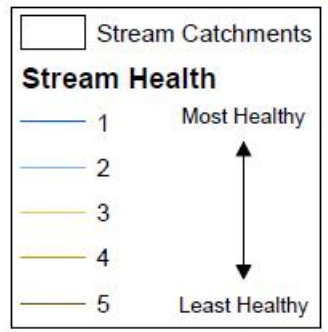 Stream Catchments
Stream Health
1 Most Healthy
2
3
4
5 Least Healthy